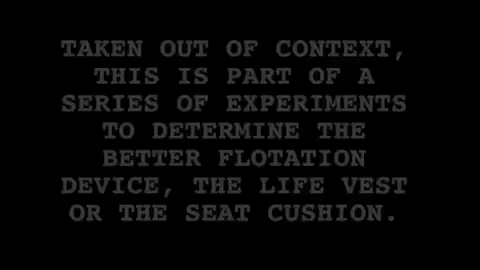 TAKEN OUT OF CONTEXT,
THIS IS PART OF A
SERIES OF EXPERIMENTS
TO DETERMINE THE
BETTER FLOTATION
DEVICE, THE LIFE VEST
OR THE SEAT CUSHION.